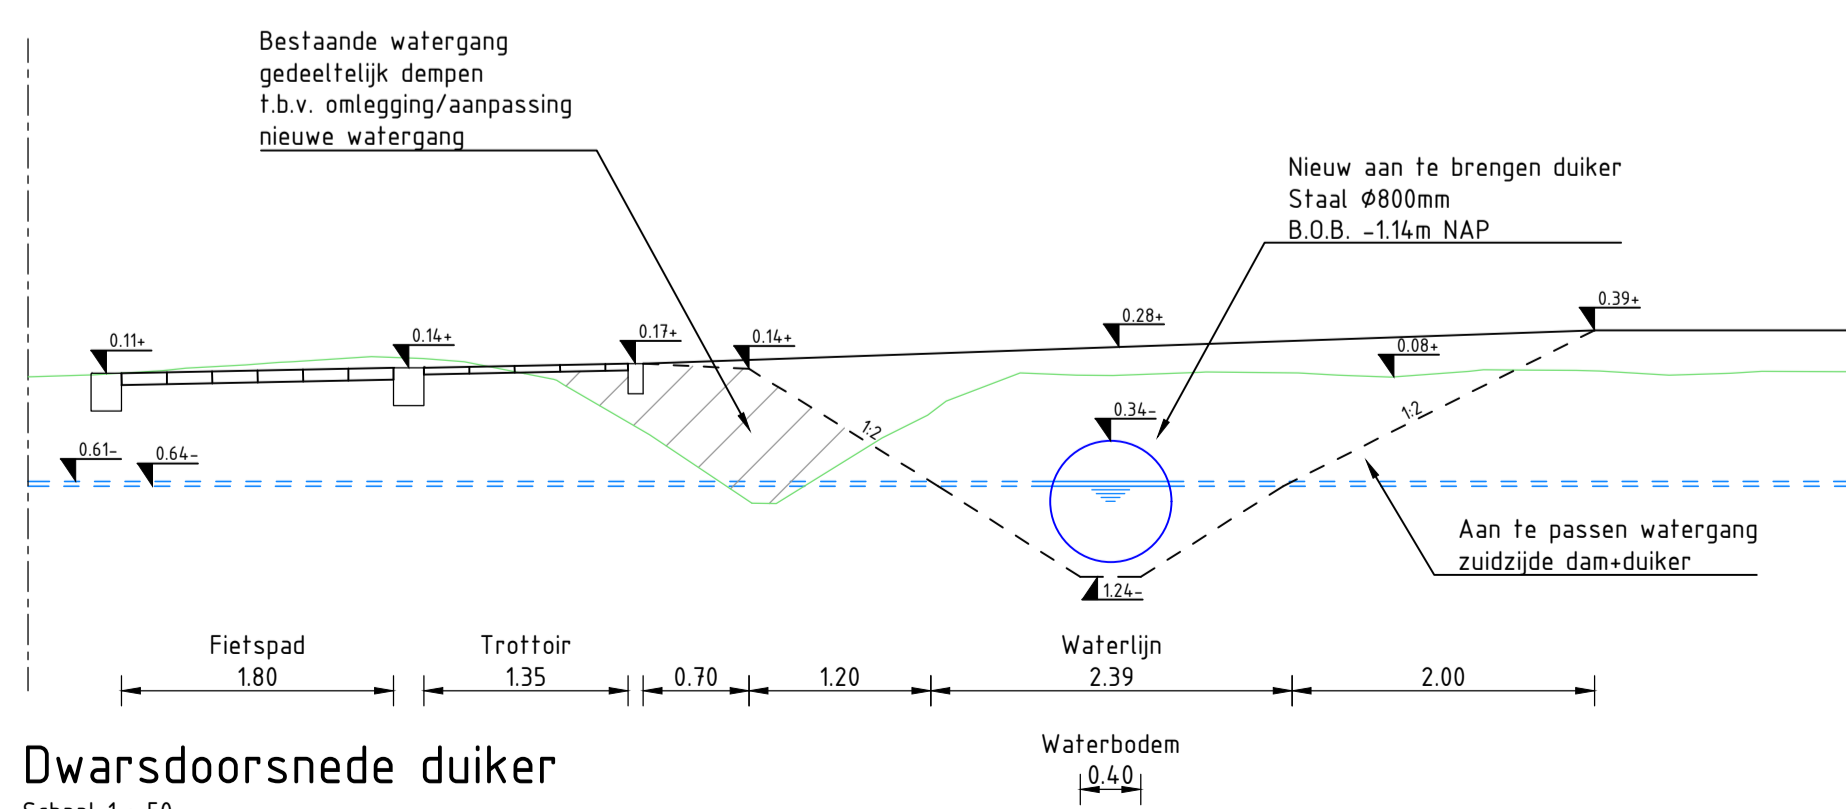 Bestaande watergang
gedeeltelijk dempen
t.b.v. omlegging/aanpassing
nieuwe watergang
Nieuw aan te brengen duiker
Staal Ø800mm
B.O.B. -1.14m NAP
0.11+
0.14+
0.17+
0.14+
0.28+
0.39+
0.08+
0.34-
1:2
1:2
0.61-
0.64-
Aan te passen watergang
zuidzijde dam+duiker
1.24-
Fietspad
1.80
Trottoir
1.35
0.70
1.20
Waterlijn
2.39
2.00
Waterbodem
0.40
Dwarsdoorsnede duiker